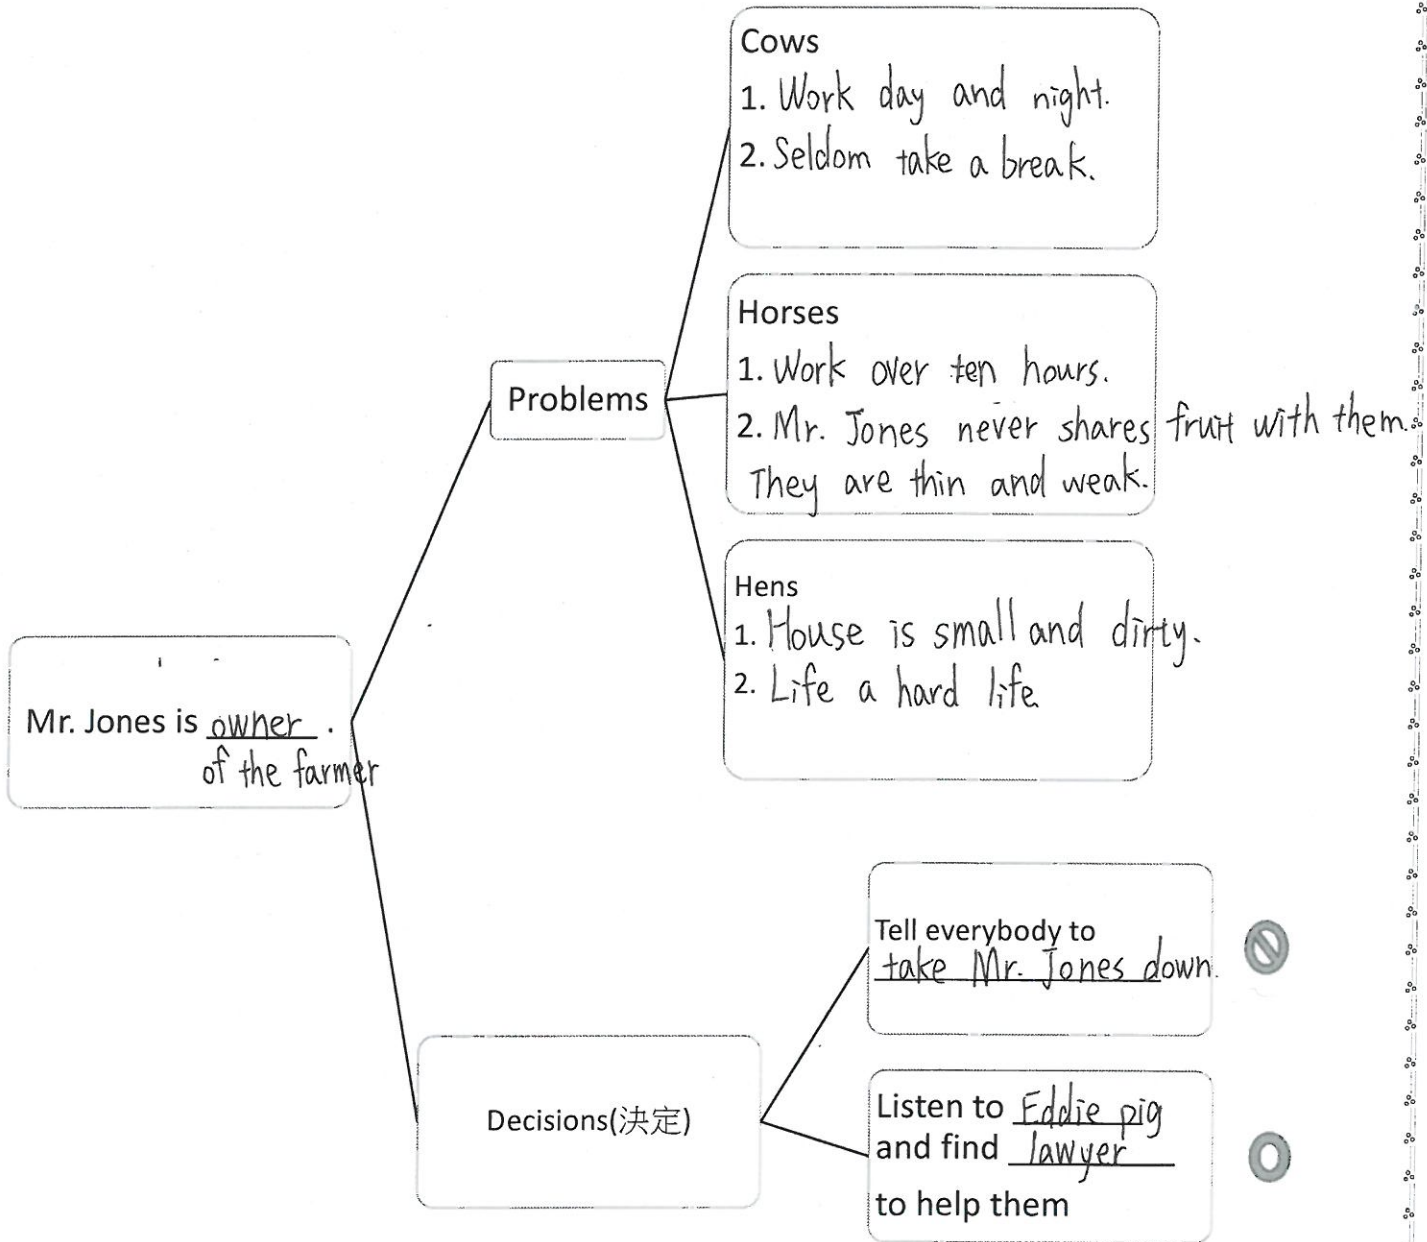 Cows
1. Work day and night.
2. Seldom take a break.
Horses
1. Work over ten hours.
2. Mr. Jones never shares fruit with them.
They are thin and weak.
Problems
Hens
1. House is small and dirty.
2. Life a hard life
Mr. Jones is owner .
of the farmer
Tell everybody to
take Mr. Jones down.
Decisions(決定)
Listen to Eddie pig
and find lawyer
to help them